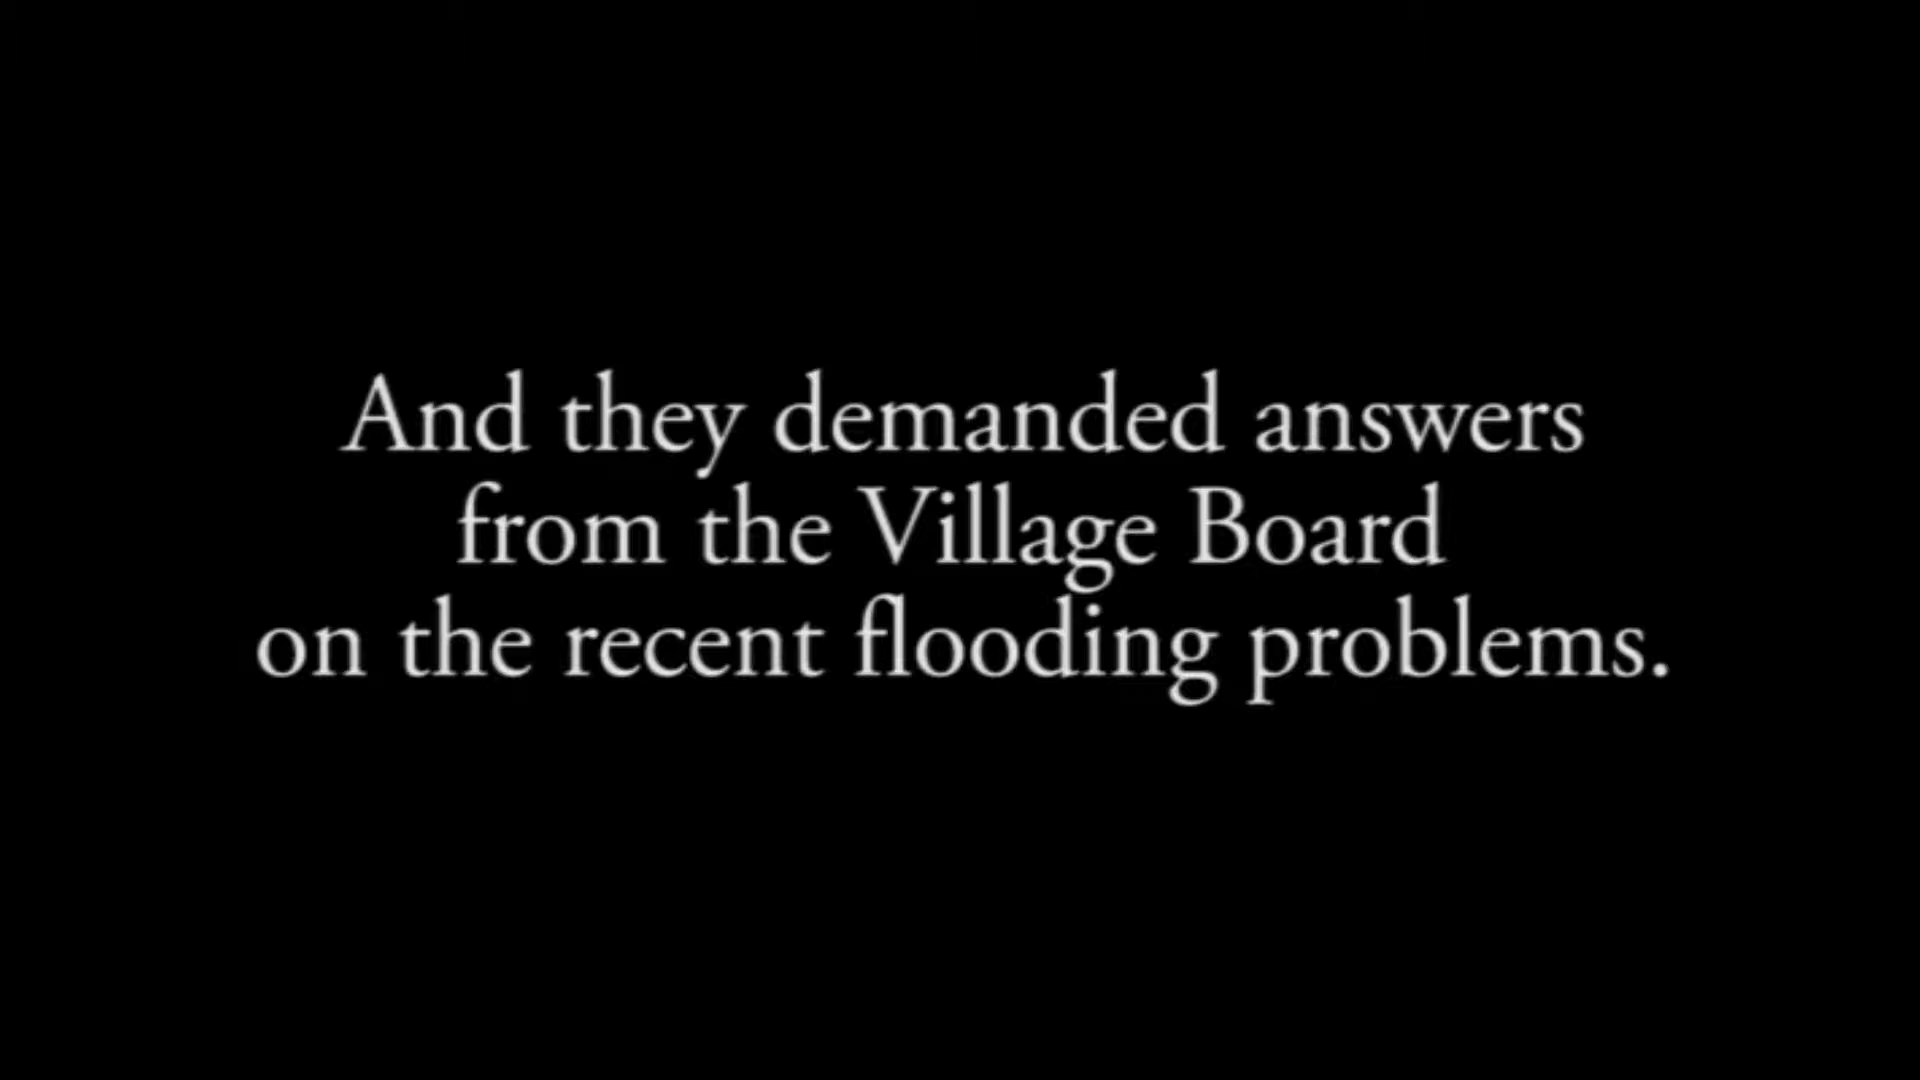 And they demanded answers
from the Village Board
on the recent flooding problems.